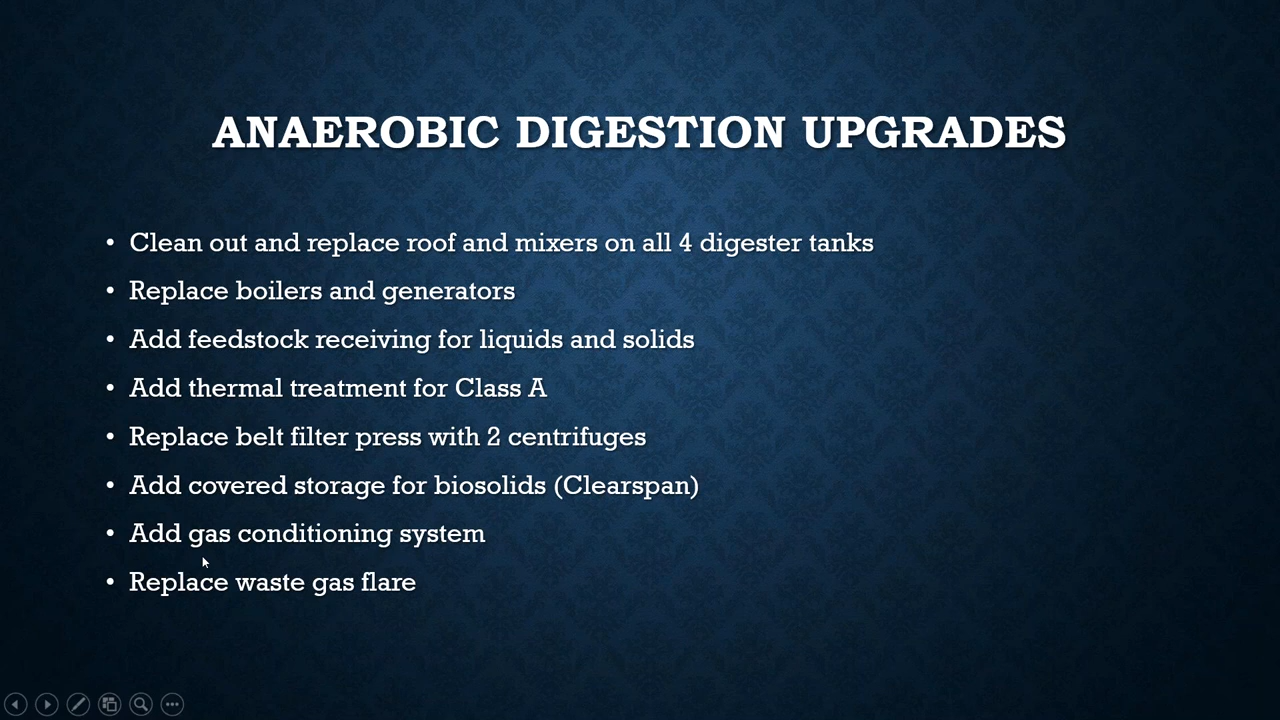 ANAEROBIC DIGESTION UPGRADES
• Clean out and replace roof and mixers on all 4 digester tanks
• Replace boilers and generators
• Add feedstock receiving for liquids and solids
• Add thermal treatment for Class A
• Replace belt filter press with 2 centrifuges
• Add covered storage for biosolids (Clearspan)
• Add gas conditioning system
• Replace waste gas flare